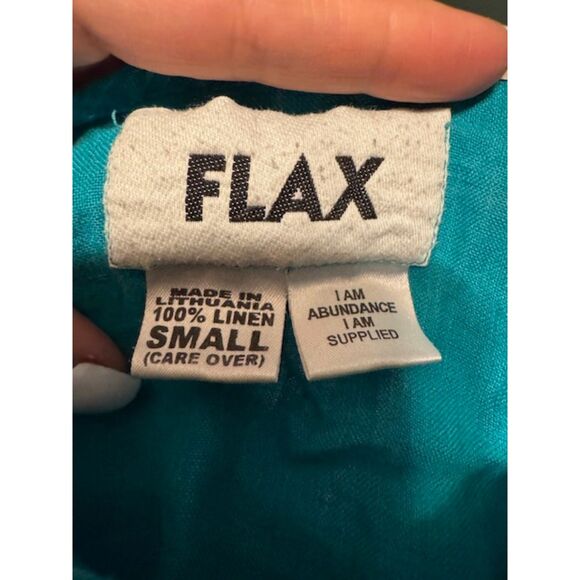 FLAX
MADE IN
LITHUANIA
100% LINEN
SMALL
(CARE OVER)
I AM
ABUNDANCE
I AM
SUPPLIED